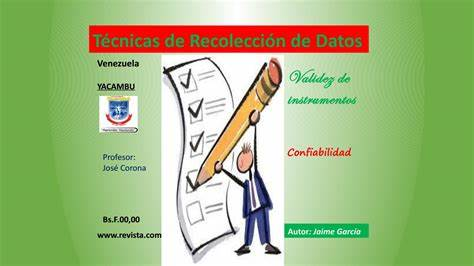 Técnicas de Recolección de Datos
Venezuela
YACAMBU
Validez de
instrumentos
Confiabilidad
Profesor:
José Corona
Bs.F.00,00
www.revista.com
Autor: Jaime García